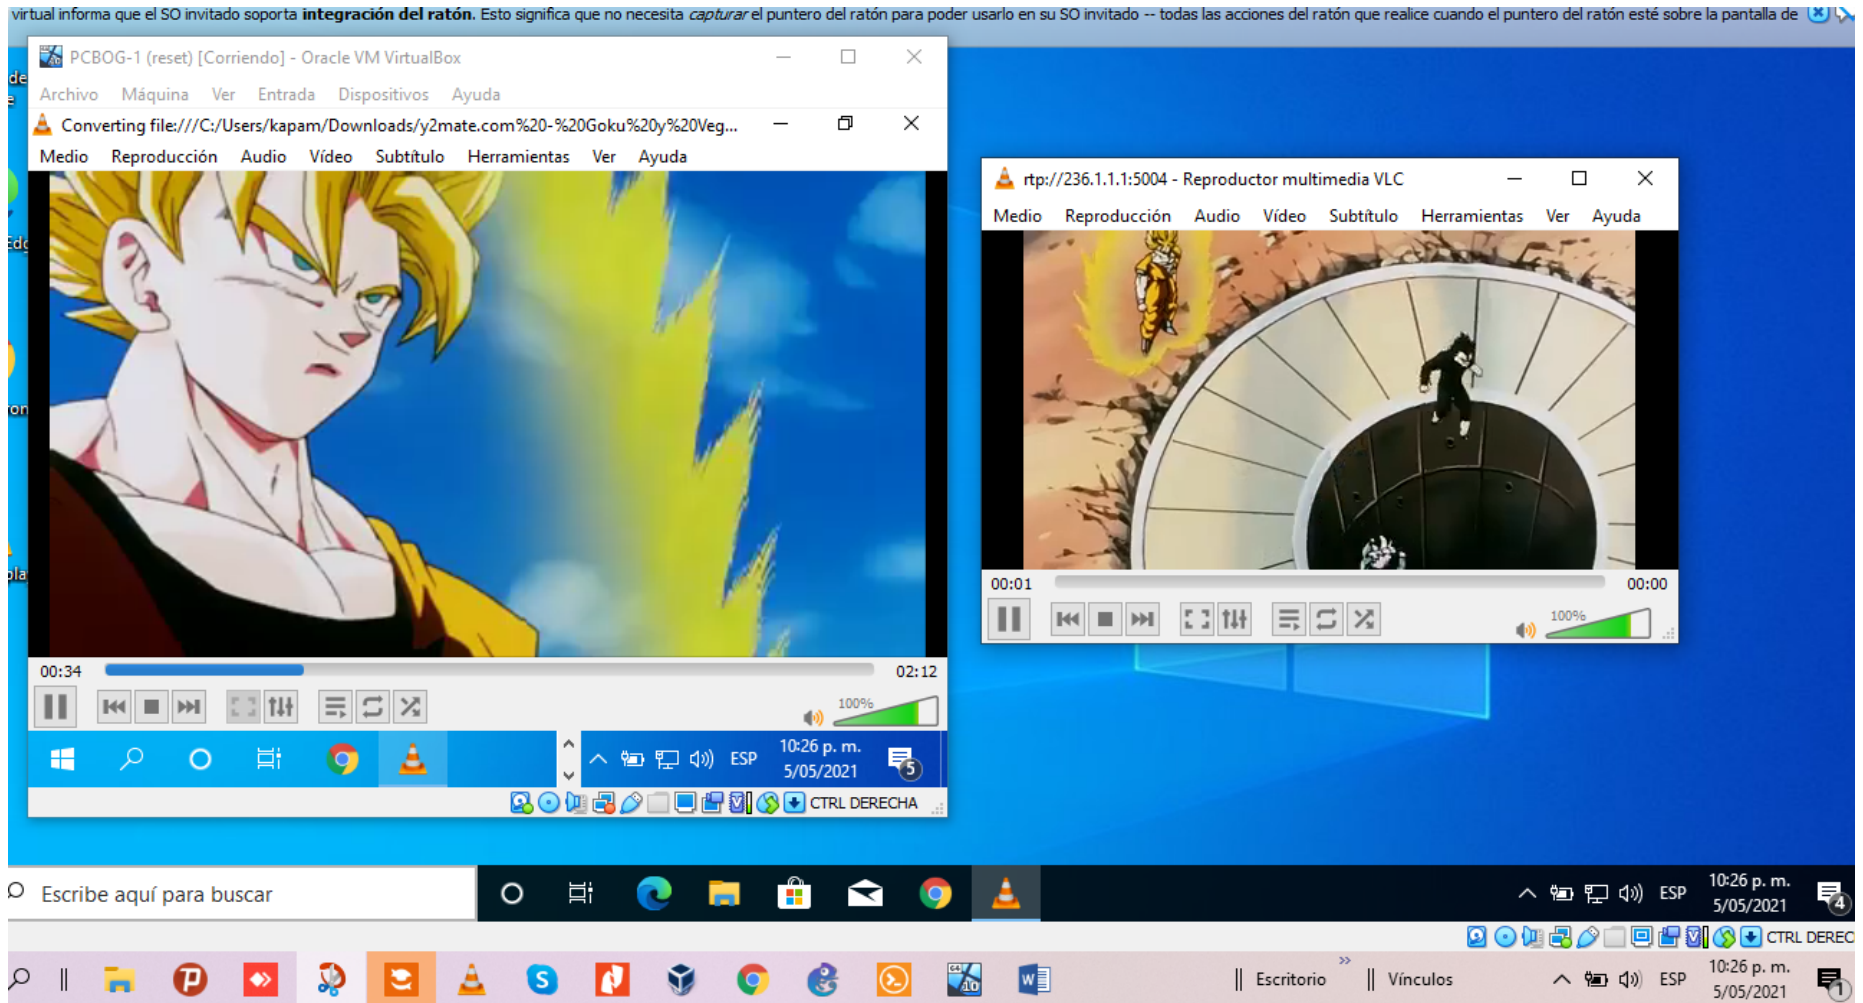 virtual informa que el SO invitado soporta integración del ratón. Esto significa que no necesita capturar el puntero del ratón para poder usarlo en su SO invitado -- todas las acciones del ratón que realice cuando el puntero del ratón esté sobre la pantalla de
PCBOG-1 (reset) [Corriendo] - Oracle VM VirtualBox
Archivo Máquina Ver Entrada Dispositivos Ayuda
Converting file:///C:/Users/kapam/Downloads/y2mate.com%20-%20Goku%20y%20Veg...
Medio Reproducción Audio Vídeo Subtítulo Herramientas Ver Ayuda
00:34 02:12
100%
ESP 10:26 p. m.
5/05/2021
5
CTRL DERECHA
rtp://236.1.1.1:5004 - Reproductor multimedia VLC
Medio Reproducción Audio Vídeo Subtítulo Herramientas Ver Ayuda
00:01 00:00
100%
Escribe aquí para buscar
ESP 10:26 p. m.
5/05/2021
4
CTRL DEREC
Escritorio Vínculos
ESP 10:26 p. m.
5/05/2021
1